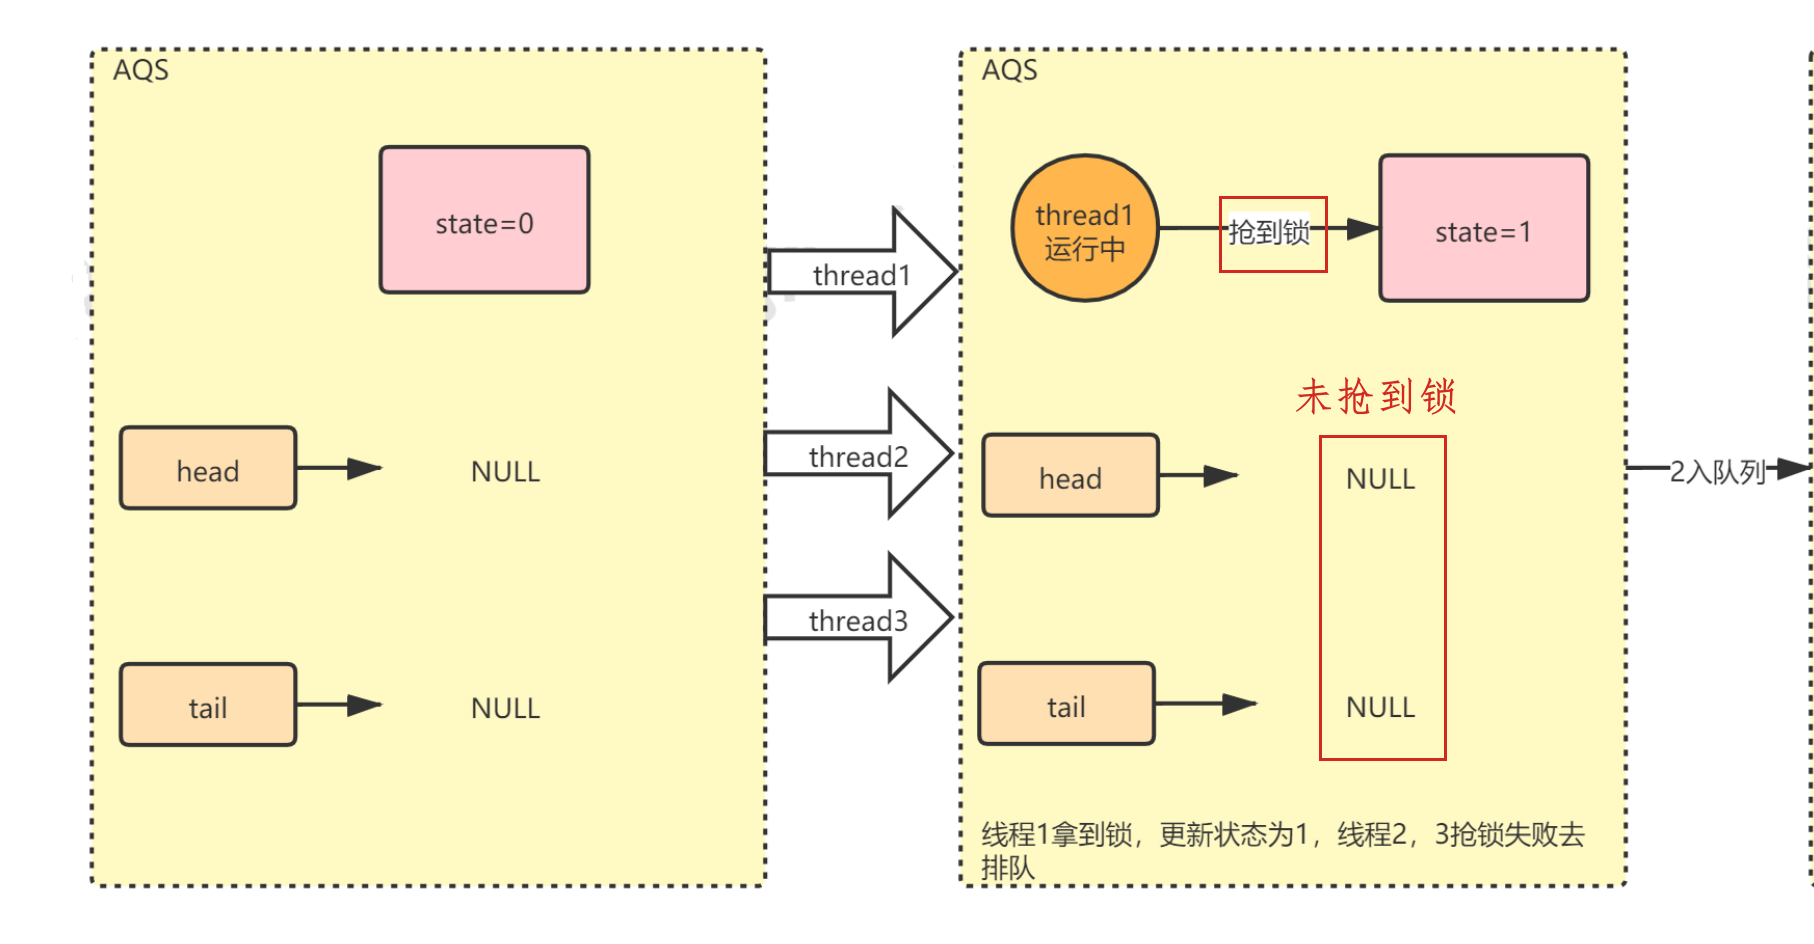 AQS
state=0
head
NULL
tail
NULL
thread1
thread2
thread3
AQS
thread1
运行中
抢到锁
state=1
未抢到锁
head
NULL
tail
NULL
线程1拿到锁，更新状态为1，线程2，3抢锁失败去
排队
2入队列